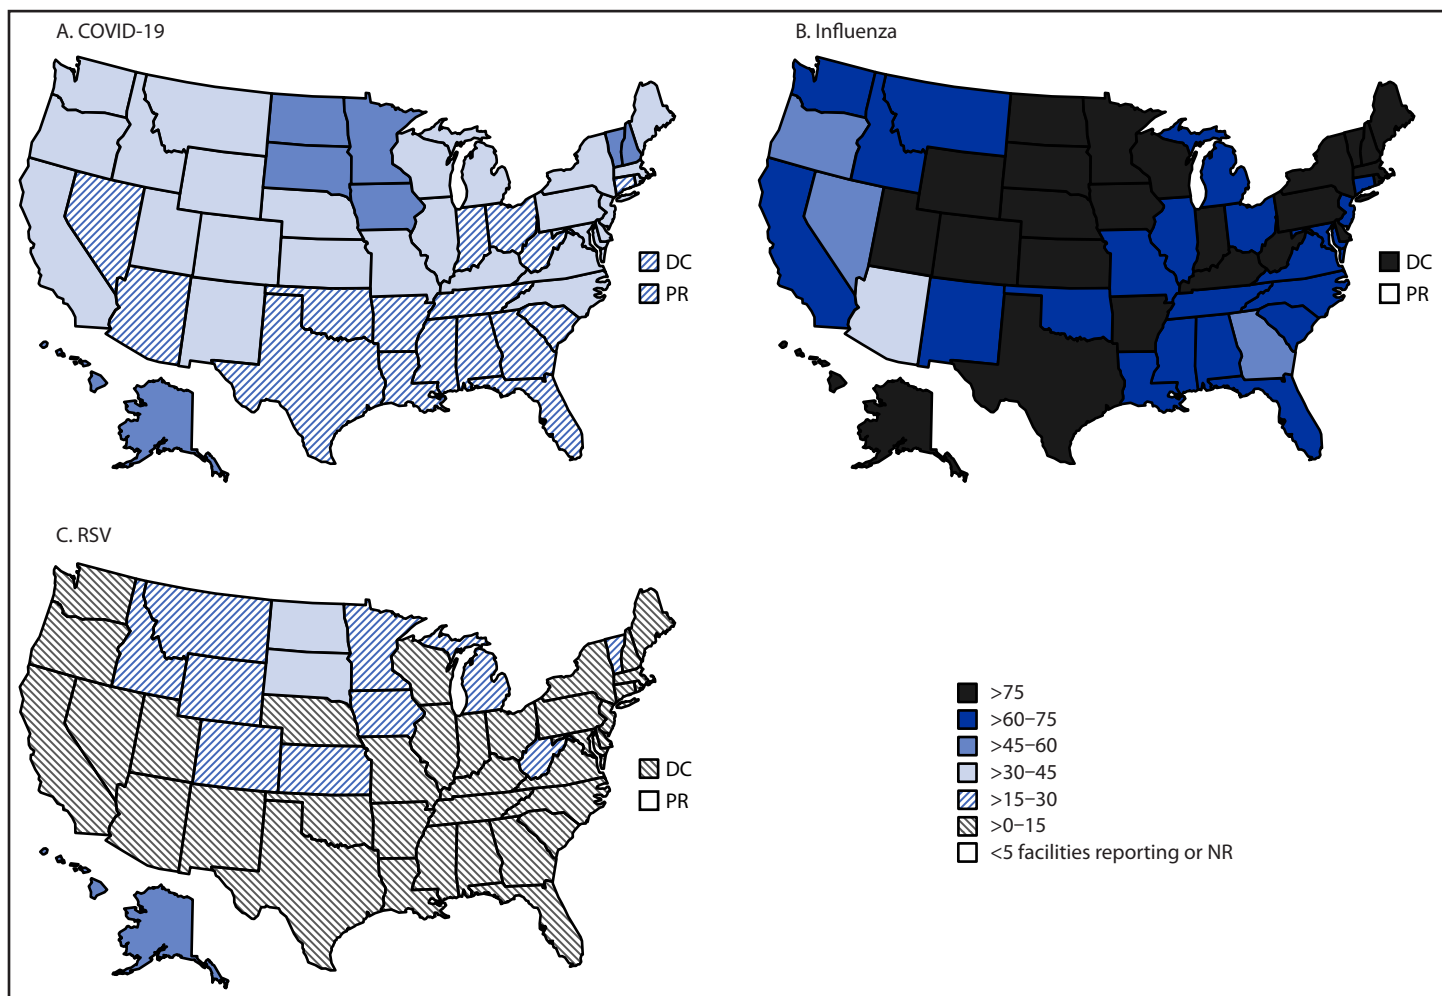 A. COVID-19
B. Influenza
DC
PR
DC
PR
C. RSV
DC
PR
>75
>60–75
>45–60
>30–45
>15–30
>0–15
<5 facilities reporting or NR